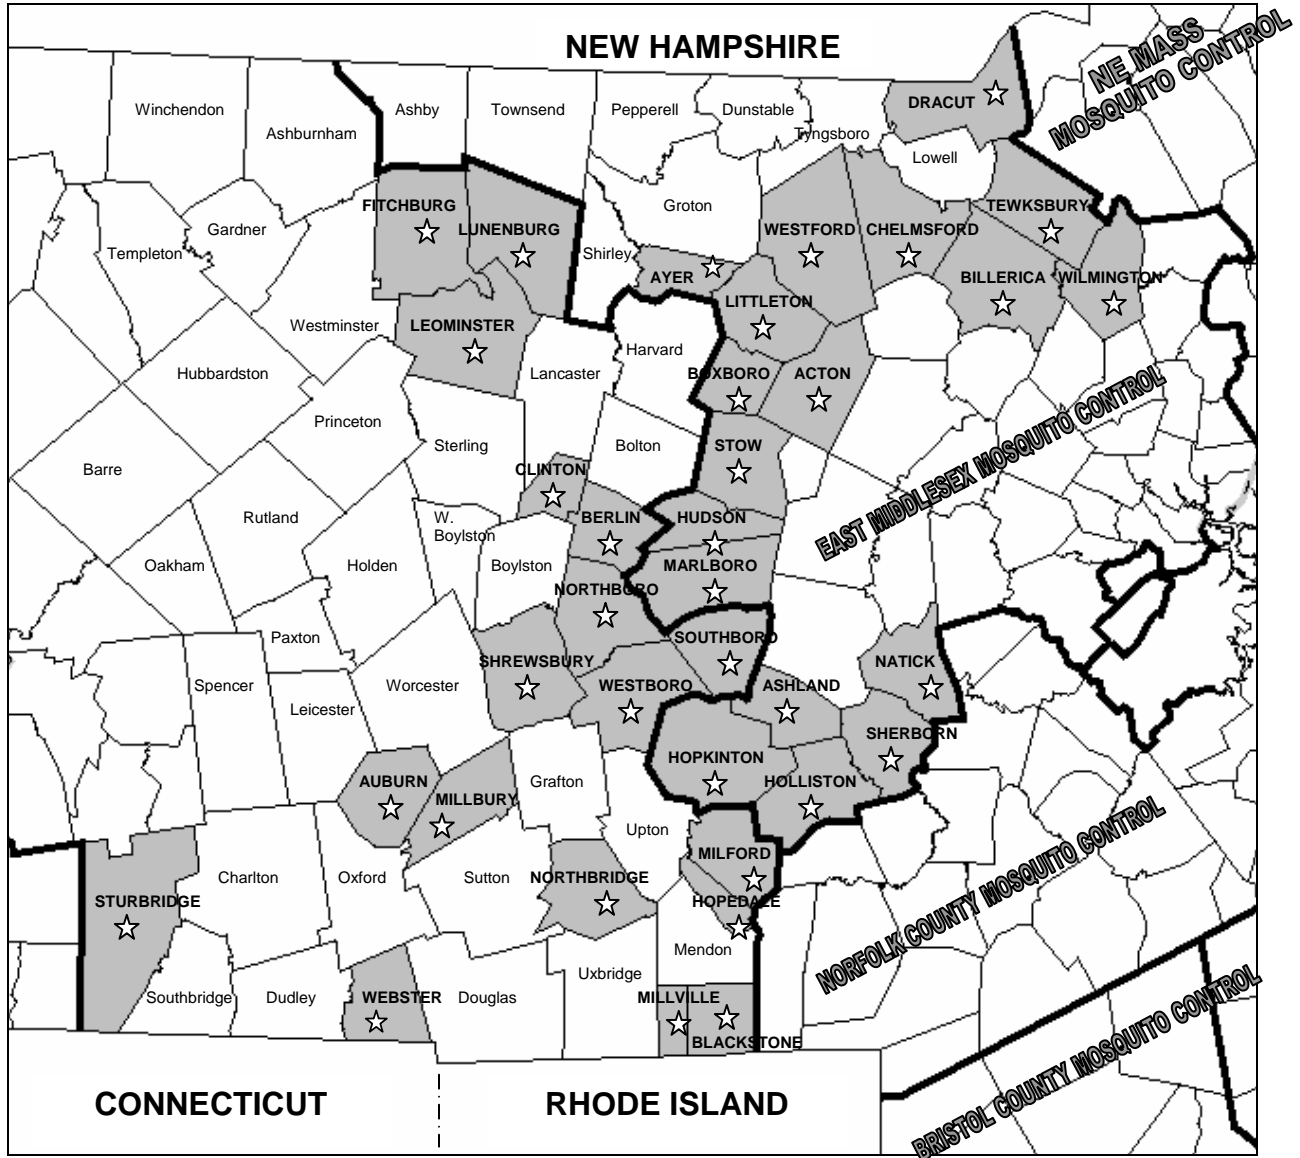 NEW HAMPSHIRE
NE MASS
MOSQUITO CONTROL
Winchendon
Ashburnham
Ashby
Townsend
Pepperell
Dunstable
Tyngsboro
DRACUT
Lowell
FITCHBURG
LUNENBURG
Groton
WESTFORD
CHELMSFORD
TEWKSBURY
Gardner
Templeton
Shirley
AYER
LITTLETON
BILLERICA
WILMINGTON
Westminster
LEOMINSTER
Harvard
Hubbardston
Lancaster
BOXBORO
ACTON
Princeton
Sterling
Bolton
STOW
EAST MIDDLESEX MOSQUITO CONTROL
Barre
CLINTON
Rutland
W.
Boylston
BERLIN
HUDSON
Oakham
Holden
Boylston
MARLBORO
NORTHBORO
Paxton
SOUTHBORO
SHREWSBURY
NATICK
Spencer
Worcester
WESTBORO
ASHLAND
Leicester
SHERBORN
HOPKINTON
AUBURN
MILLBURY
Grafton
HOLLISTON
Upton
MILFORD
NORFOLK COUNTY MOSQUITO CONTROL
Charlton
Oxford
Sutton
NORTHBRIDGE
STURBRIDGE
HOPEDALE
Mendon
Uxbridge
Southbridge
Dudley
WEBSTER
Douglas
MILLVILLE
BLACKSTONE
BRISTOL COUNTY MOSQUITO CONTROL
CONNECTICUT
RHODE ISLAND